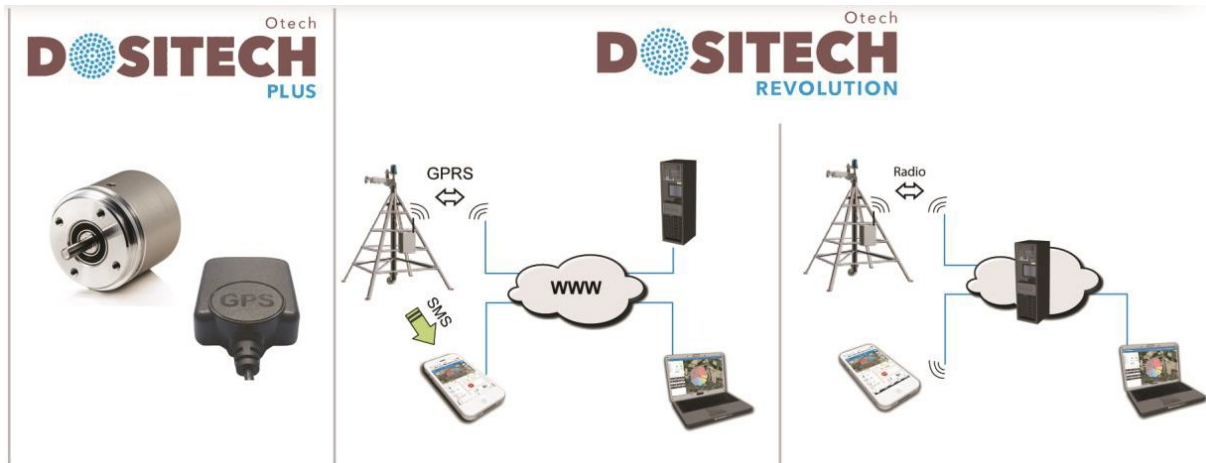 Otech
DOSITECH
PLUS
GPS
Otech
DOSITECH
REVOLUTION
GPRS
WWW
SMS
Radio